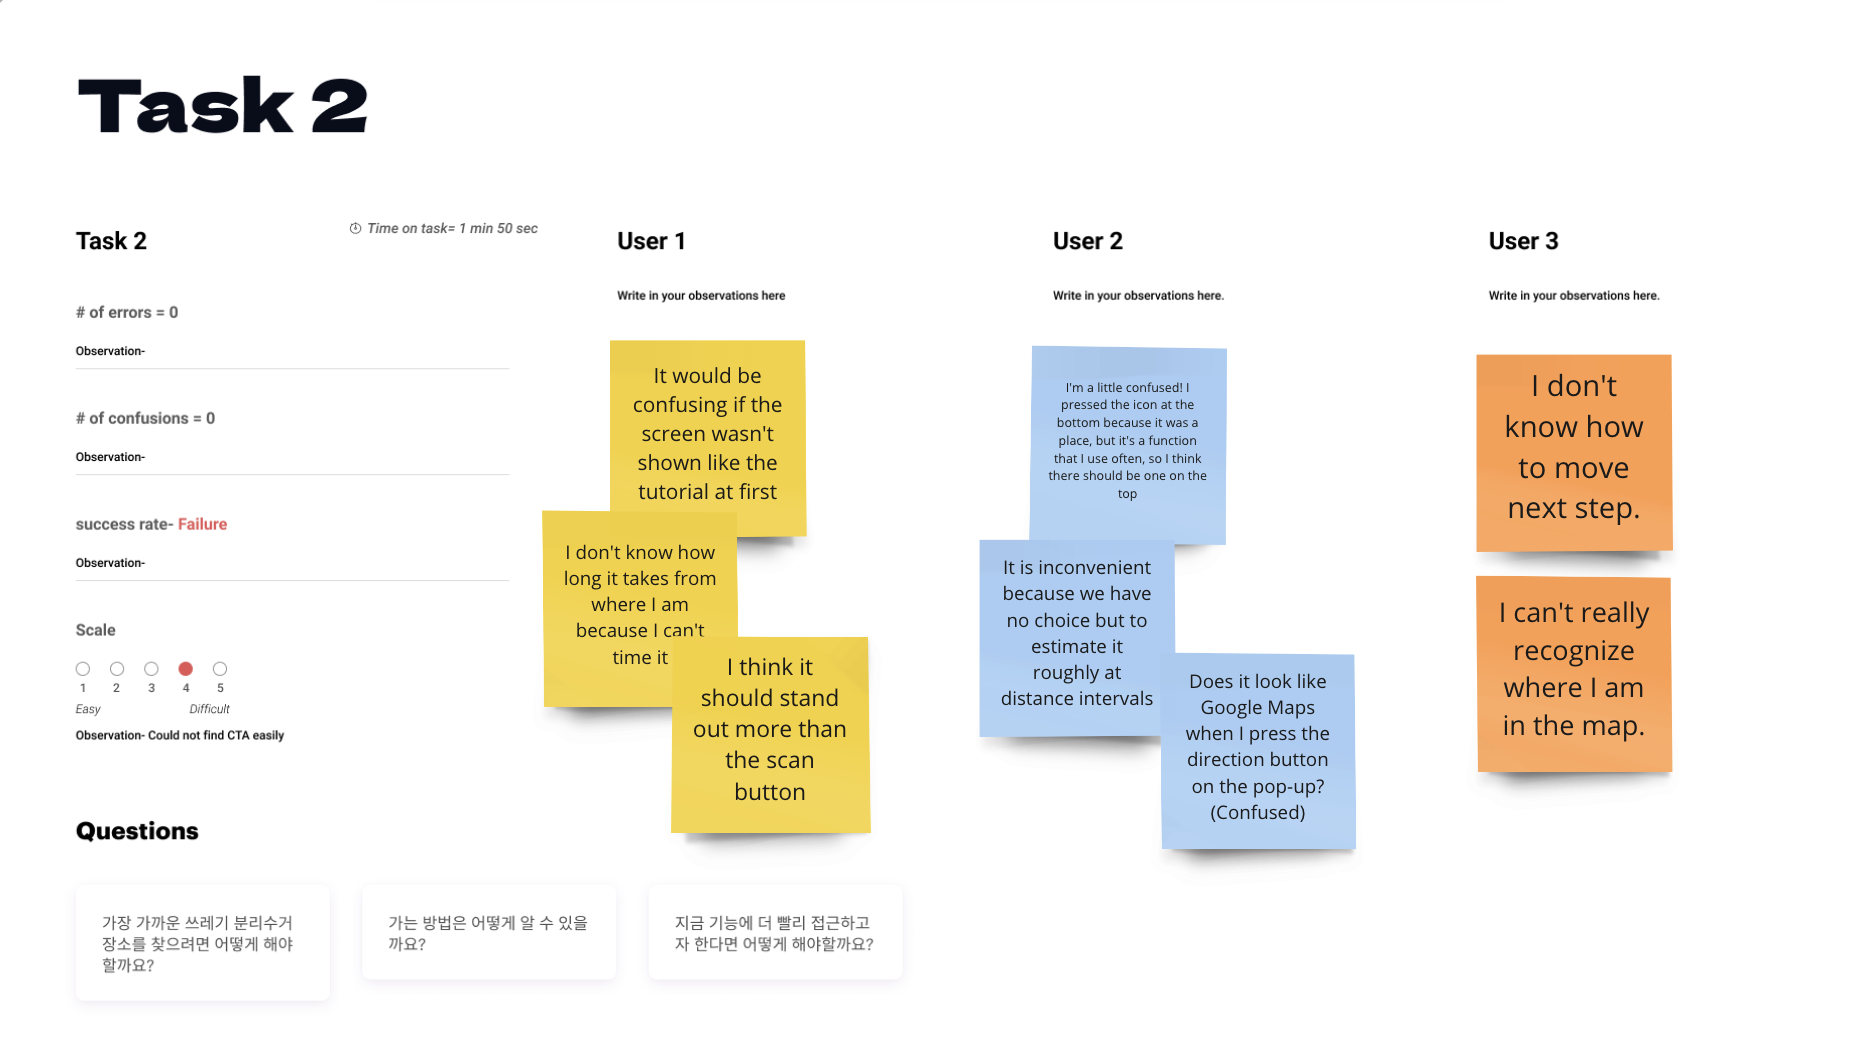 Task 2
Task 2
Time on task= 1 min 50 sec
# of errors = 0
Observation-
# of confusions = 0
Observation-
success rate- Failure
Observation-
Scale
1 2 3 4 5
Easy Difficult
Observation- Could not find CTA easily
User 1
Write in your observations here
It would be
confusing if the
screen wasn't
shown like the
tutorial at first
I don't know how
long it takes from
where I am
because I can't
time it
I think it
should stand
out more than
the scan
button
User 2
Write in your observations here.
I'm a little confused! I
pressed the icon at the
bottom because it was a
place, but it's a function
that I use often, so I think
there should be one on the
top
It is inconvenient
because we have
no choice but to
estimate it
roughly at
distance intervals
Does it look like
Google Maps
when I press the
direction button
on the pop-up?
(Confused)
User 3
Write in your observations here.
I don't
know how
to move
next step.
I can't really
recognize
where I am
in the map.
Questions
가장 가까운 쓰레기 분리수거
장소를 찾으려면 어떻게 해야
할까요?
가는 방법은 어떻게 알 수 있을
까요?
지금 기능에 더 빨리 접근하고
자 한다면 어떻게 해야할까요?